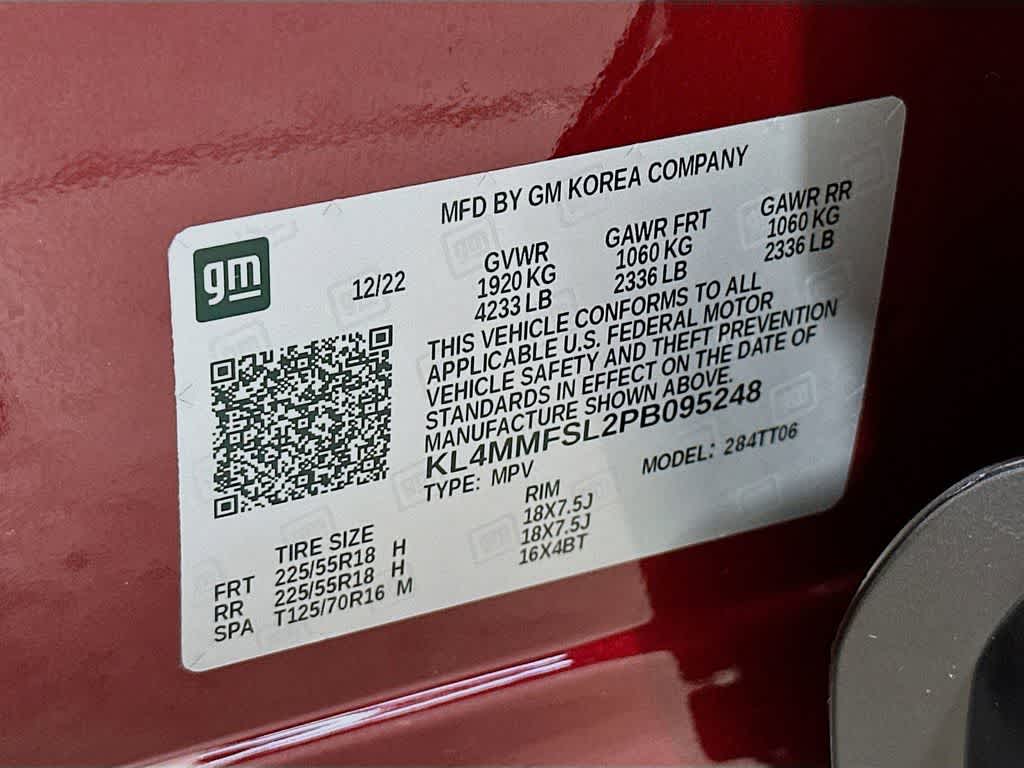 MFD BY GM KOREA COMPANY
gm
12/22
GVWR
1920 KG
4233 LB
GAWR FRT
1060 KG
2336 LB
GAWR RR
1060 KG
2336 LB
THIS VEHICLE CONFORMS TO ALL
APPLICABLE U.S. FEDERAL MOTOR
VEHICLE SAFETY AND THEFT PREVENTION
STANDARDS IN EFFECT ON THE DATE OF
MANUFACTURE SHOWN ABOVE.
KL4MMFSL2PB095248
TYPE: MPV MODEL: 284TT06
TIRE SIZE RIM
FRT 225/55R18 H 18X7.5J
RR 225/55R18 H 18X7.5J
SPA T125/70R16 M 16X4BT